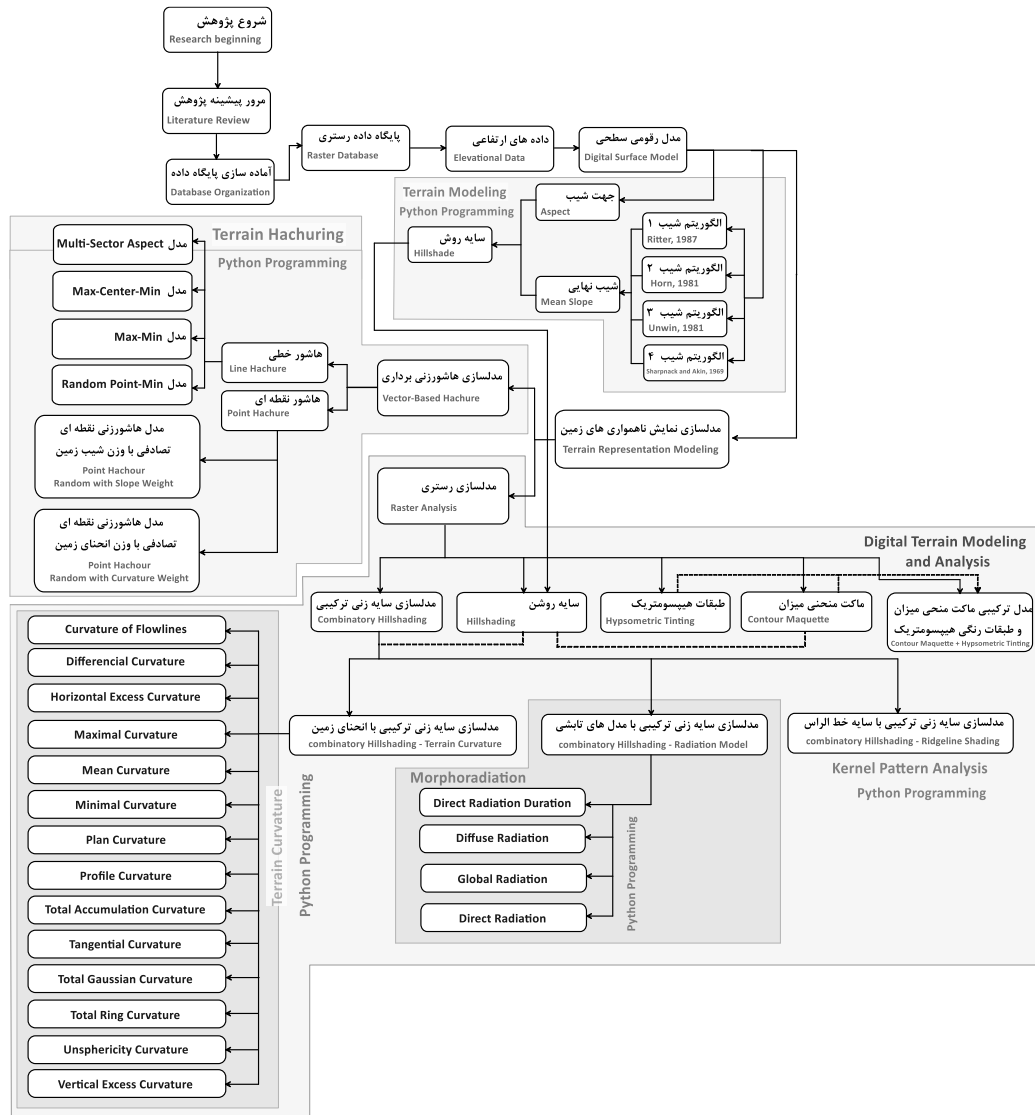 شروع پژوهش
Research beginning
مرور پیشینه پژوهش
Literature Review
آماده سازی پایگاه داده
Database Organization
پایگاه داده رستری
Raster Database
داده های ارتفاعی
Elevational Data
مدل رقومی سطحی
Digital Surface Model
Terrain Modeling
Python Programming
جهت شیب
Aspect
سایه روش
Hillshade
شیب نهایی
Mean Slope
الگوریتم شیب ۱
Ritter, 1987
الگوریتم شیب ۲
Horn, 1981
الگوریتم شیب ۳
Unwin, 1981
الگوریتم شیب ۴
Sharpnack and Akin, 1969
Terrain Hachuring
Python Programming
مدل Multi-Sector Aspect
مدل Max-Center-Min
مدل Max-Min
مدل Random Point-Min
هاشور خطی
Line Hachure
هاشور نقطه ای
Point Hachure
مدلسازی هاشورزنی برداری
Vector-Based Hachure
مدل هاشورزنی نقطه ای
تصادفی با وزن شیب زمین
Point Hachour
Random with Slope Weight
مدل هاشورزنی نقطه ای
تصادفی با وزن انحنای زمین
Point Hachour
Random with Curvature Weight
مدلسازی نمایش ناهمواری های زمین
Terrain Representation Modeling
مدلسازی رستری
Raster Analysis
Digital Terrain Modeling
and Analysis
مدلسازی سایه زنی ترکیبی
Combinatory Hillshading
سایه روشن
Hillshading
طبقات هیپسومتریک
Hypsometric Tinting
ماکت منحنی میزان
Contour Maquette
مدل ترکیبی ماکت منحی میزان
و طبقات رنگی هیپسومتریک
Contour Maquette + Hypsometric Tinting
مدلسازی سایه زنی ترکیبی با انحنای زمین
combinatory Hillshading - Terrain Curvature
مدلسازی سایه زنی ترکیبی با مدل های تابشی
combinatory Hillshading - Radiation Model
مدلسازی سایه زنی ترکیبی با سایه خط الراس
combinatory Hillshading - Ridgeline Shading
Kernel Pattern Analysis
Python Programming
Morphoradiation
Direct Radiation Duration
Diffuse Radiation
Global Radiation
Direct Radiation
Python Programming
Terrain Curvature
Python Programming
Curvature of Flowlines
Differencial Curvature
Horizontal Excess Curvature
Maximal Curvature
Mean Curvature
Minimal Curvature
Plan Curvature
Profile Curvature
Total Accumulation Curvature
Tangential Curvature
Total Gaussian Curvature
Total Ring Curvature
Unsphericity Curvature
Vertical Excess Curvature